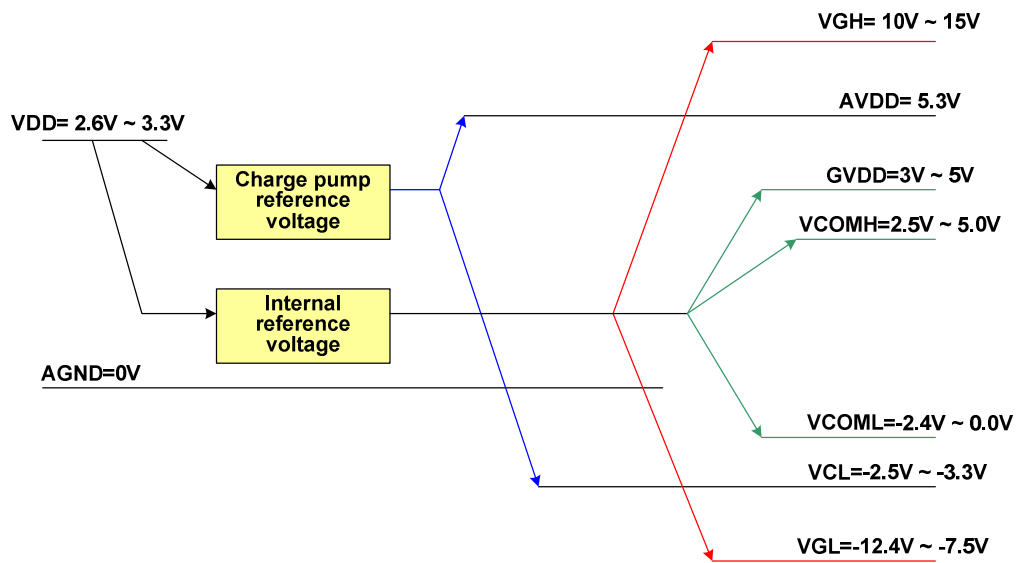 VGH= 10V ~ 15V
AVDD= 5.3V
VDD= 2.6V ~ 3.3V
Charge pump
reference
voltage
GVDD=3V ~ 5V
VCOMH=2.5V ~ 5.0V
Internal
reference
voltage
AGND=0V
VCOML=-2.4V ~ 0.0V
VCL=-2.5V ~ -3.3V
VGL=-12.4V ~ -7.5V